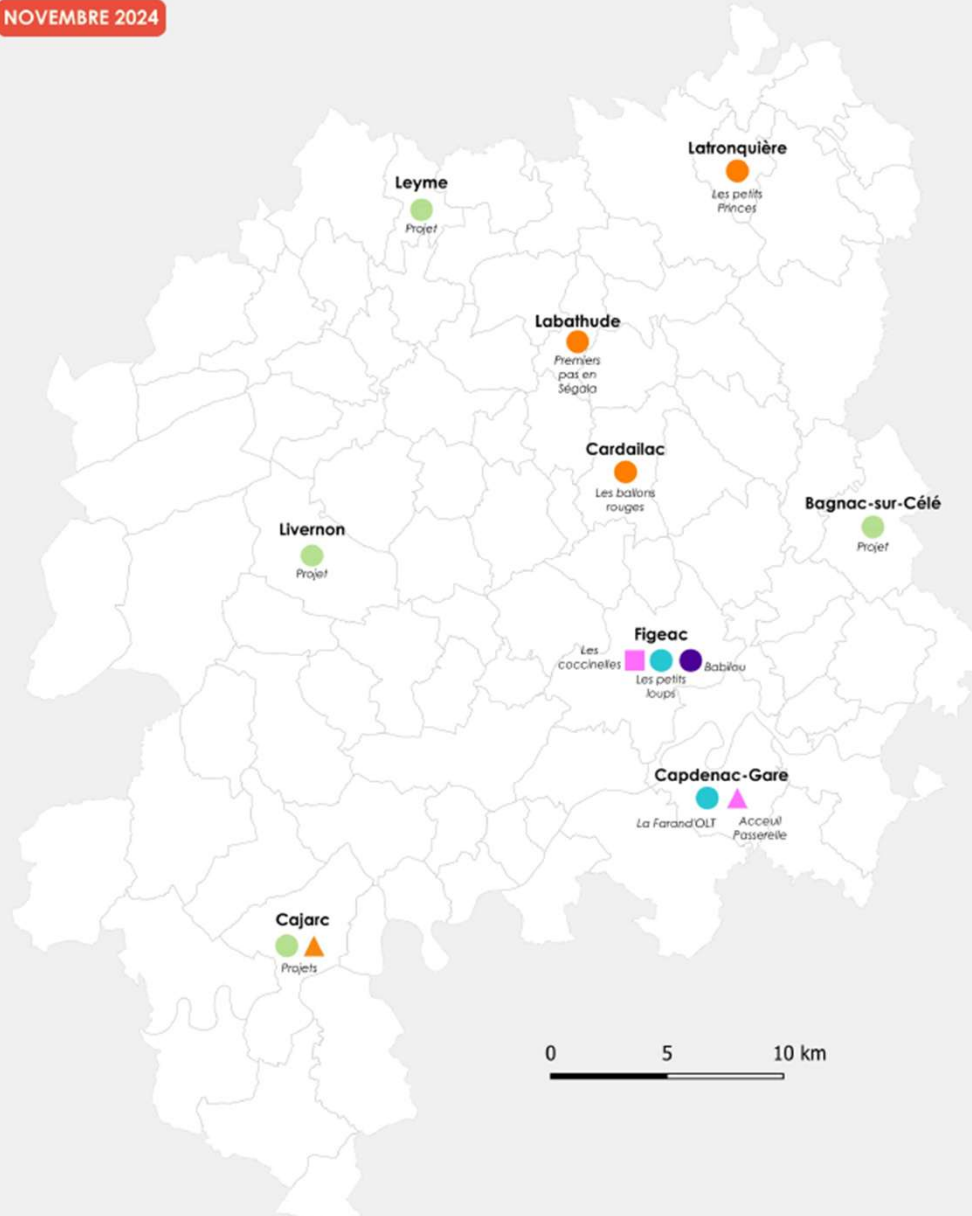 NOVEMBRE 2024
Latronquière
Les petits
Princes
Leyme
Projet
Labathude
Premiers
pas en
Ségala
Cardailac
Les ballons
rouges
Bagnac-sur-Célé
Projet
Livernon
Projet
Figeac
Les
coccinelles
Babilou
Les petits
loups
Capdenac-Gare
La Farand'OLT
Acceuil
Passerelle
Cajarc
Projets
0 5 10 km